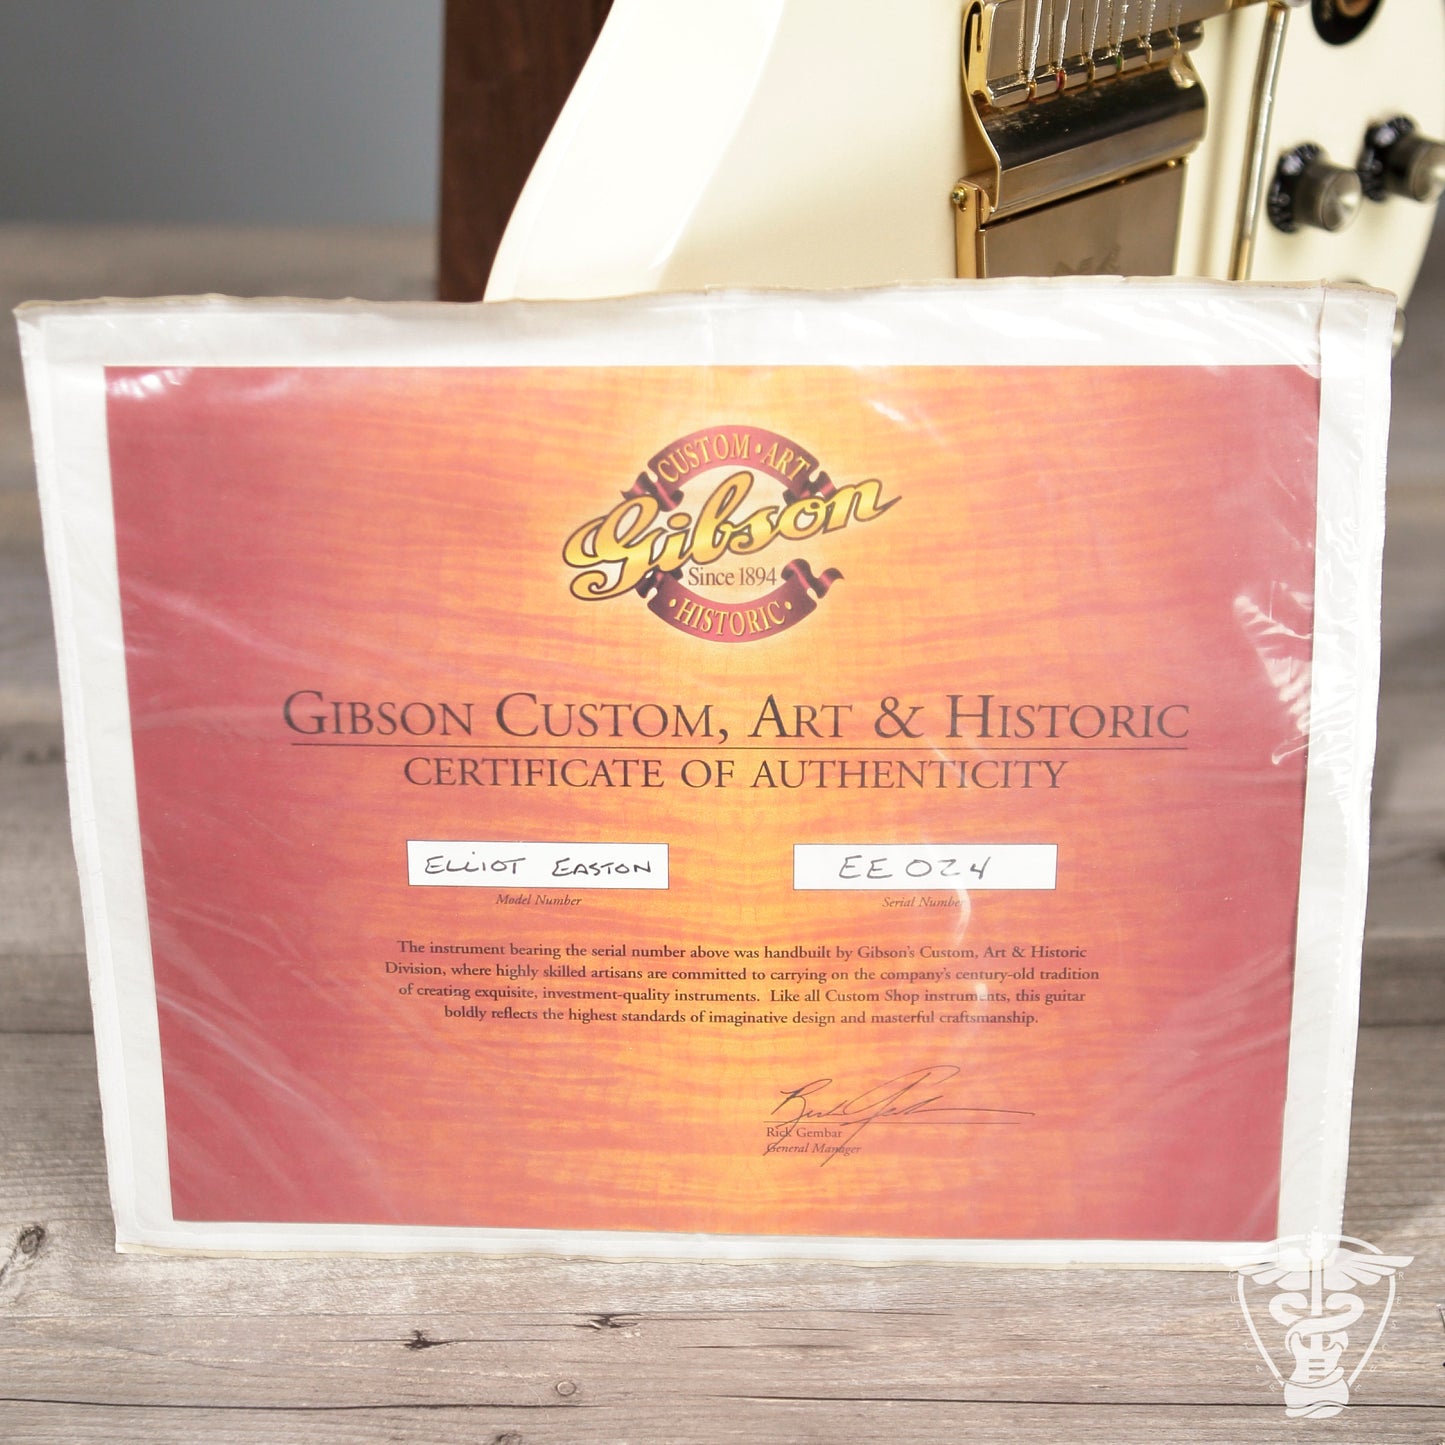 CUSTOM • ART
Gibson
Since 1894
• HISTORIC •
GIBSON CUSTOM, ART & HISTORIC
CERTIFICATE OF AUTHENTICITY
ELLIOT EASTON
EE024
Model Number
Serial Number
The instrument bearing the serial number above was handbuilt by Gibson's Custom, Art & Historic
Division, where highly skilled artisans are committed to carrying on the company's century-old tradition
of creating exquisite, investment-quality instruments. Like all Custom Shop instruments, this guitar
boldly reflects the highest standards of imaginative design and masterful craftsmanship.
Rick Gembar
General Manager